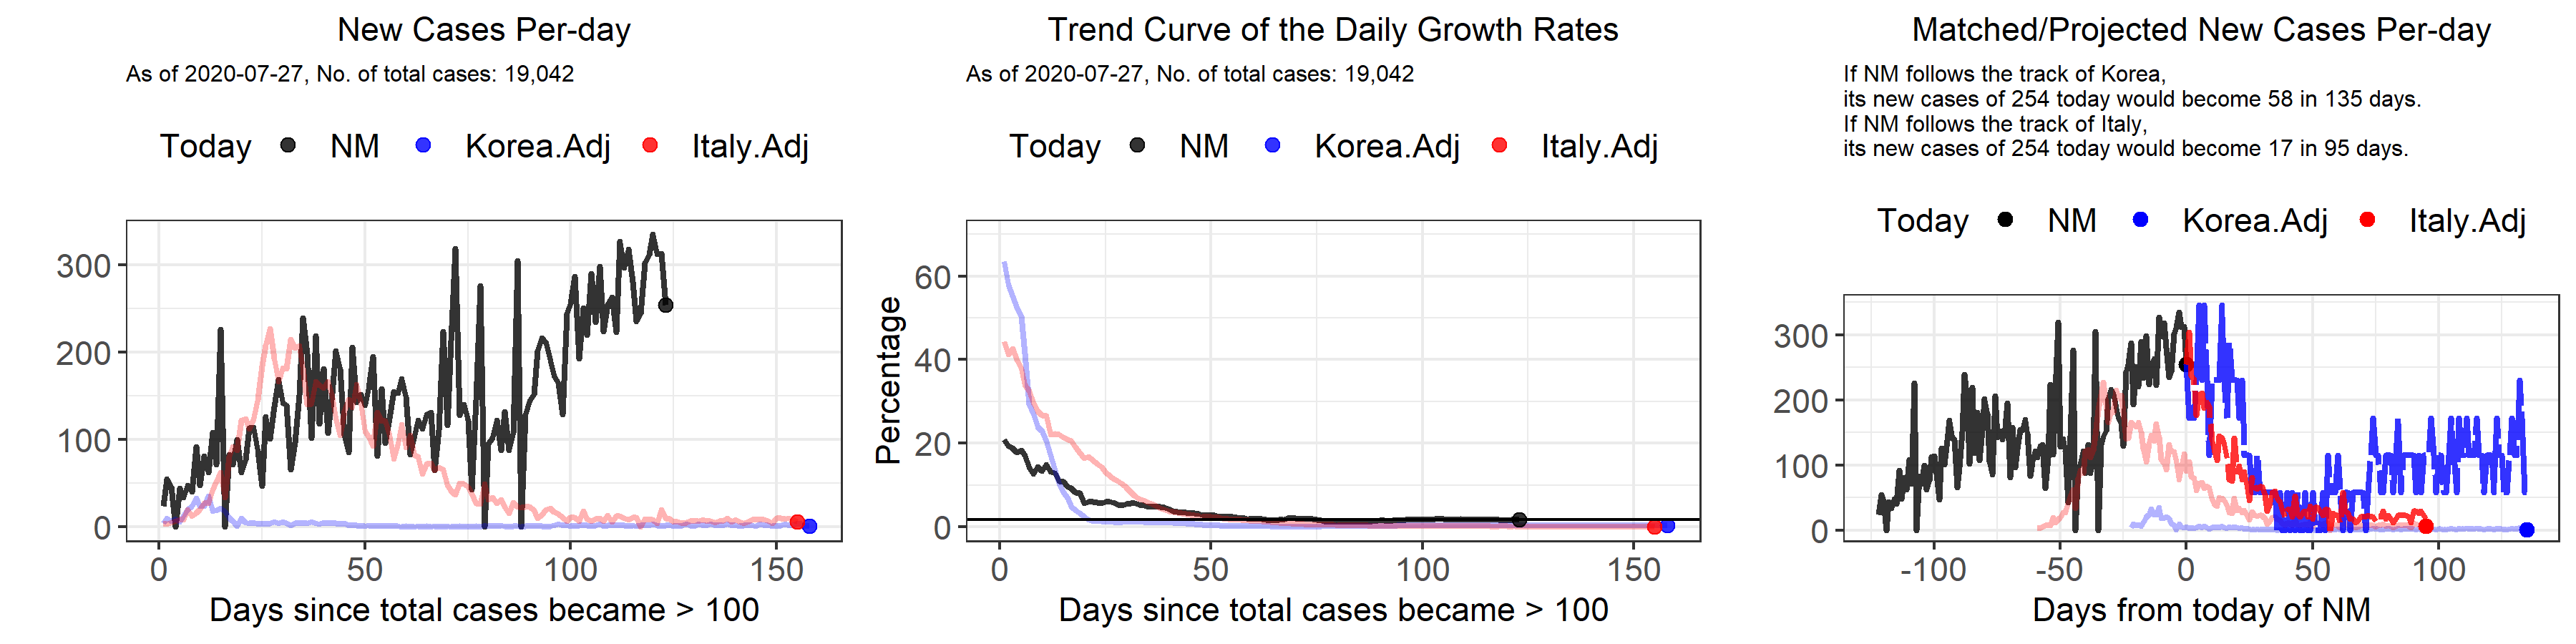 New Cases Per-day
As of 2020-07-27, No. of total cases: 19,042
Today NM Korea.Adj Italy.Adj
300
200
100
0
0 50 100 150
Days since total cases became > 100
Trend Curve of the Daily Growth Rates
As of 2020-07-27, No. of total cases: 19,042
Today NM Korea.Adj Italy.Adj
Percentage
60
40
20
0
0 50 100 150
Days since total cases became > 100
Matched/Projected New Cases Per-day
If NM follows the track of Korea,
its new cases of 254 today would become 58 in 135 days.
If NM follows the track of Italy,
its new cases of 254 today would become 17 in 95 days.
Today NM Korea.Adj Italy.Adj
300
200
100
0
-100 -50 0 50 100
Days from today of NM